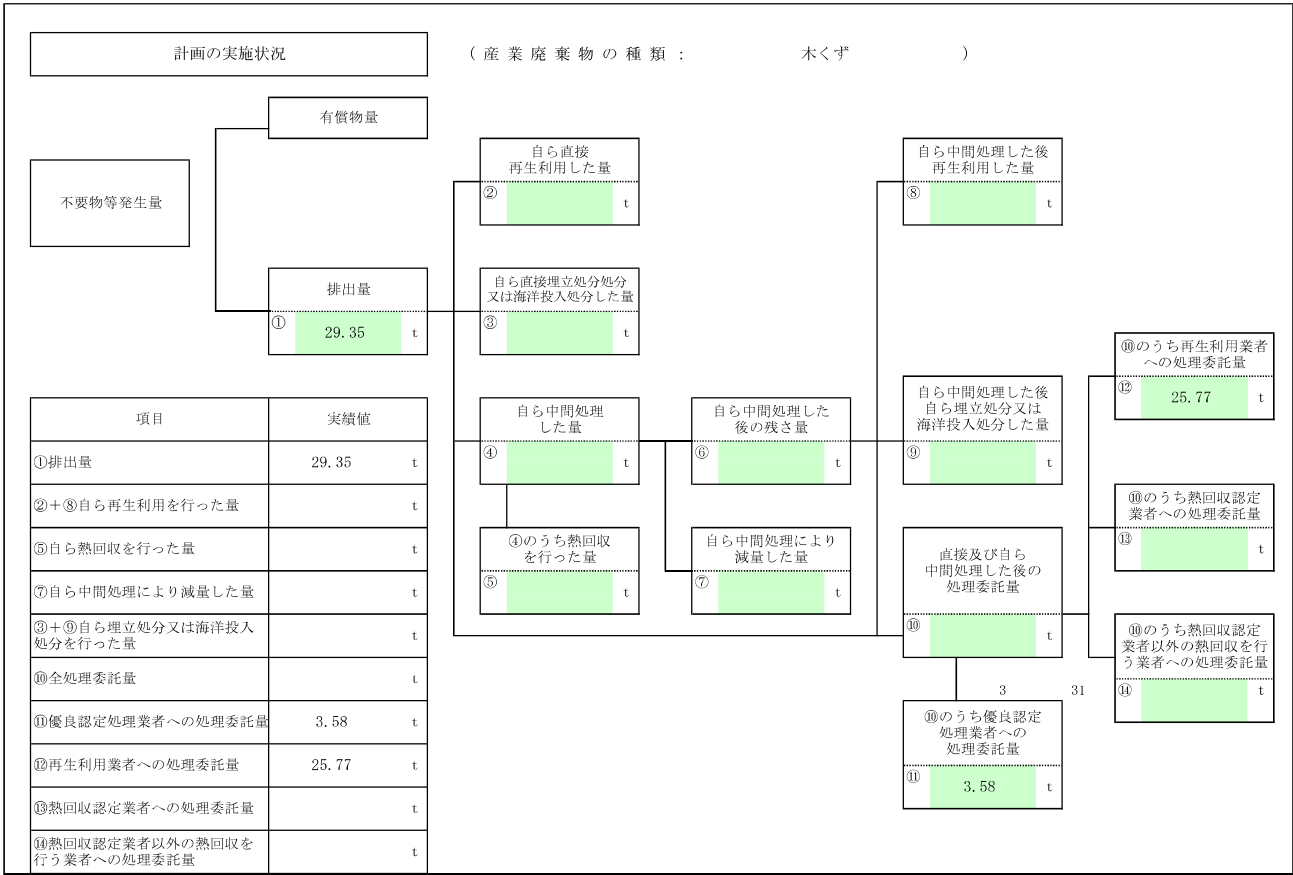 計画の実施状況
（産業廃棄物の種類：　木くず　）
有償物量
不要物等発生量
自ら直接
再生利用した量
② t
自ら中間処理した後
再生利用した量
⑧ t
排出量
① 29.35 t
自ら直接埋立処分処分
又は海洋投入処分した量
③ t
⑩のうち再生利用業者
への処理委託量
⑫ 25.77 t
自ら中間処理
した量
④ t
自ら中間処理した
後の残さ量
⑥ t
自ら中間処理した後
自ら埋立処分又は
海洋投入処分した量
⑨ t
⑩のうち熱回収認定
業者への処理委託量
⑬ t
④のうち熱回収
を行った量
⑤ t
自ら中間処理により
減量した量
⑦ t
直接及び自ら
中間処理した後の
処理委託量
⑩ t
⑩のうち熱回収認定
業者以外の熱回収を行
う業者への処理委託量
⑭ t
3 31
⑩のうち優良認定
処理業者への
処理委託量
⑪ 3.58 t
項目 実績値
①排出量 29.35 t
②＋⑧自ら再生利用を行った量 t
⑤自ら熱回収を行った量 t
⑦自ら中間処理により減量した量 t
③＋⑨自ら埋立処分又は海洋投入
処分を行った量 t
⑩全処理委託量 t
⑪優良認定処理業者への処理委託量 3.58 t
⑫再生利用業者への処理委託量 25.77 t
⑬熱回収認定業者への処理委託量 t
⑭熱回収認定業者以外の熱回収を
行う業者への処理委託量 t